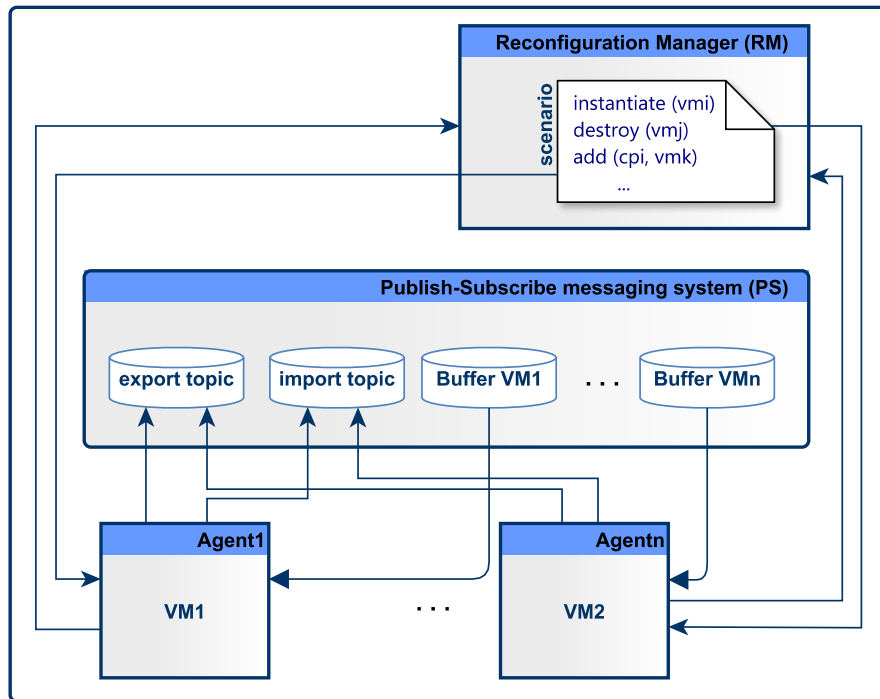 Reconfiguration Manager (RM)
scenario
instantiate (vmi)
destroy (vmj)
add (cpi, vmk)
...
Publish-Subscribe messaging system (PS)
export topic
import topic
Buffer VM1
. . .
Buffer VMn
Agent1
VM1
. . .
Agentn
VM2